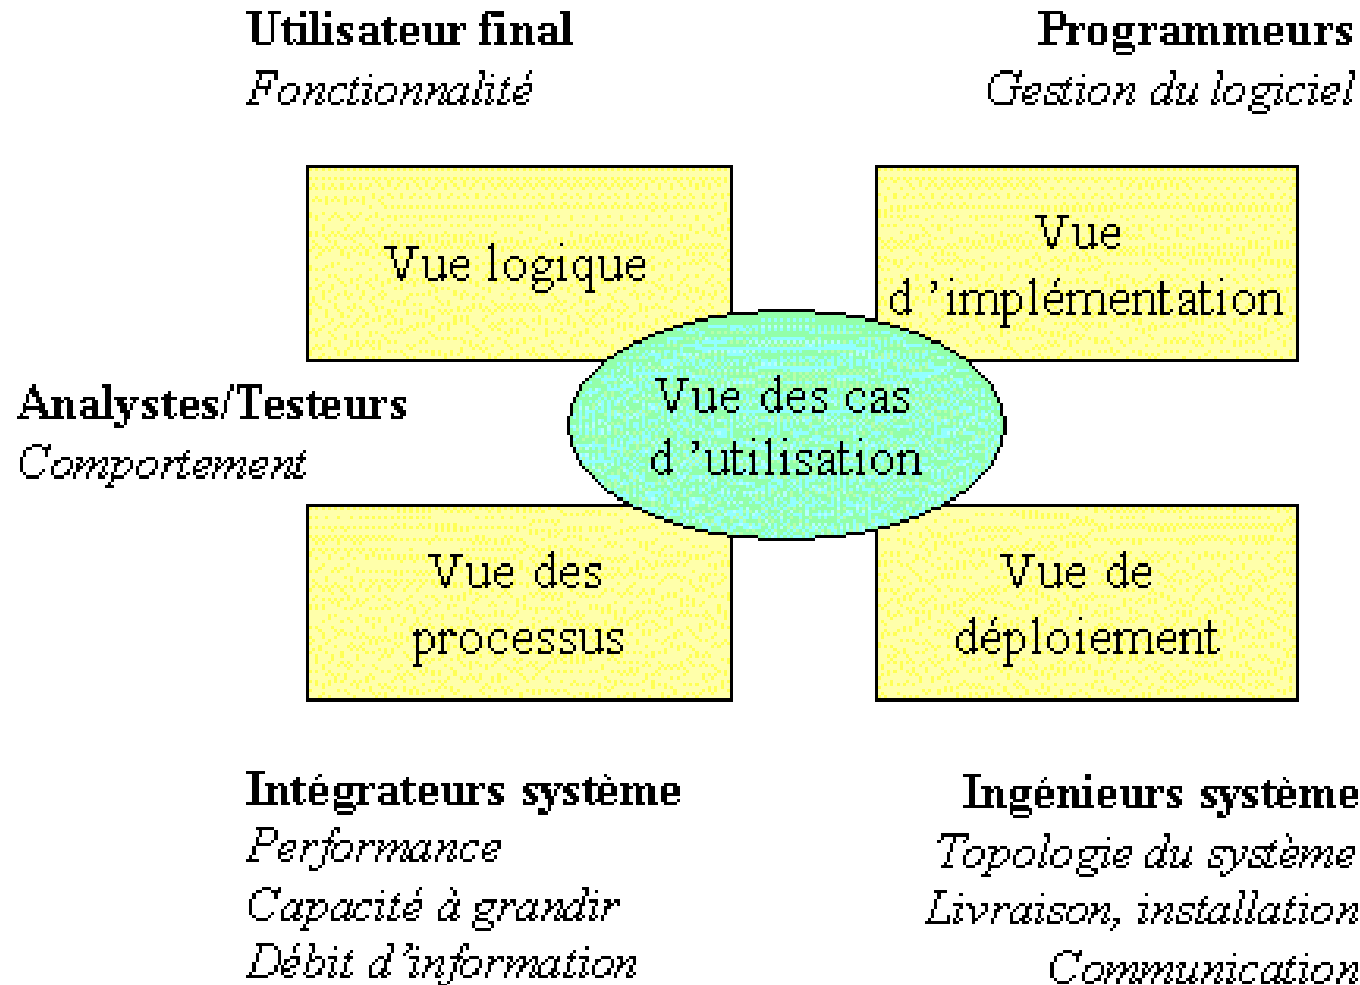 Utilisateur final
Fonctionnalité
Programmeurs
Gestion du logiciel
Vue logique
Vue
d ’implémentation
Analystes/Testeurs
Comportement
Vue des cas
d ’utilisation
Vue des
processus
Vue de
déploiement
Intégrateurs système
Performance
Capacité à grandir
Débit d’information
Ingénieurs système
Topologie du système
Livraison, installation
Communication